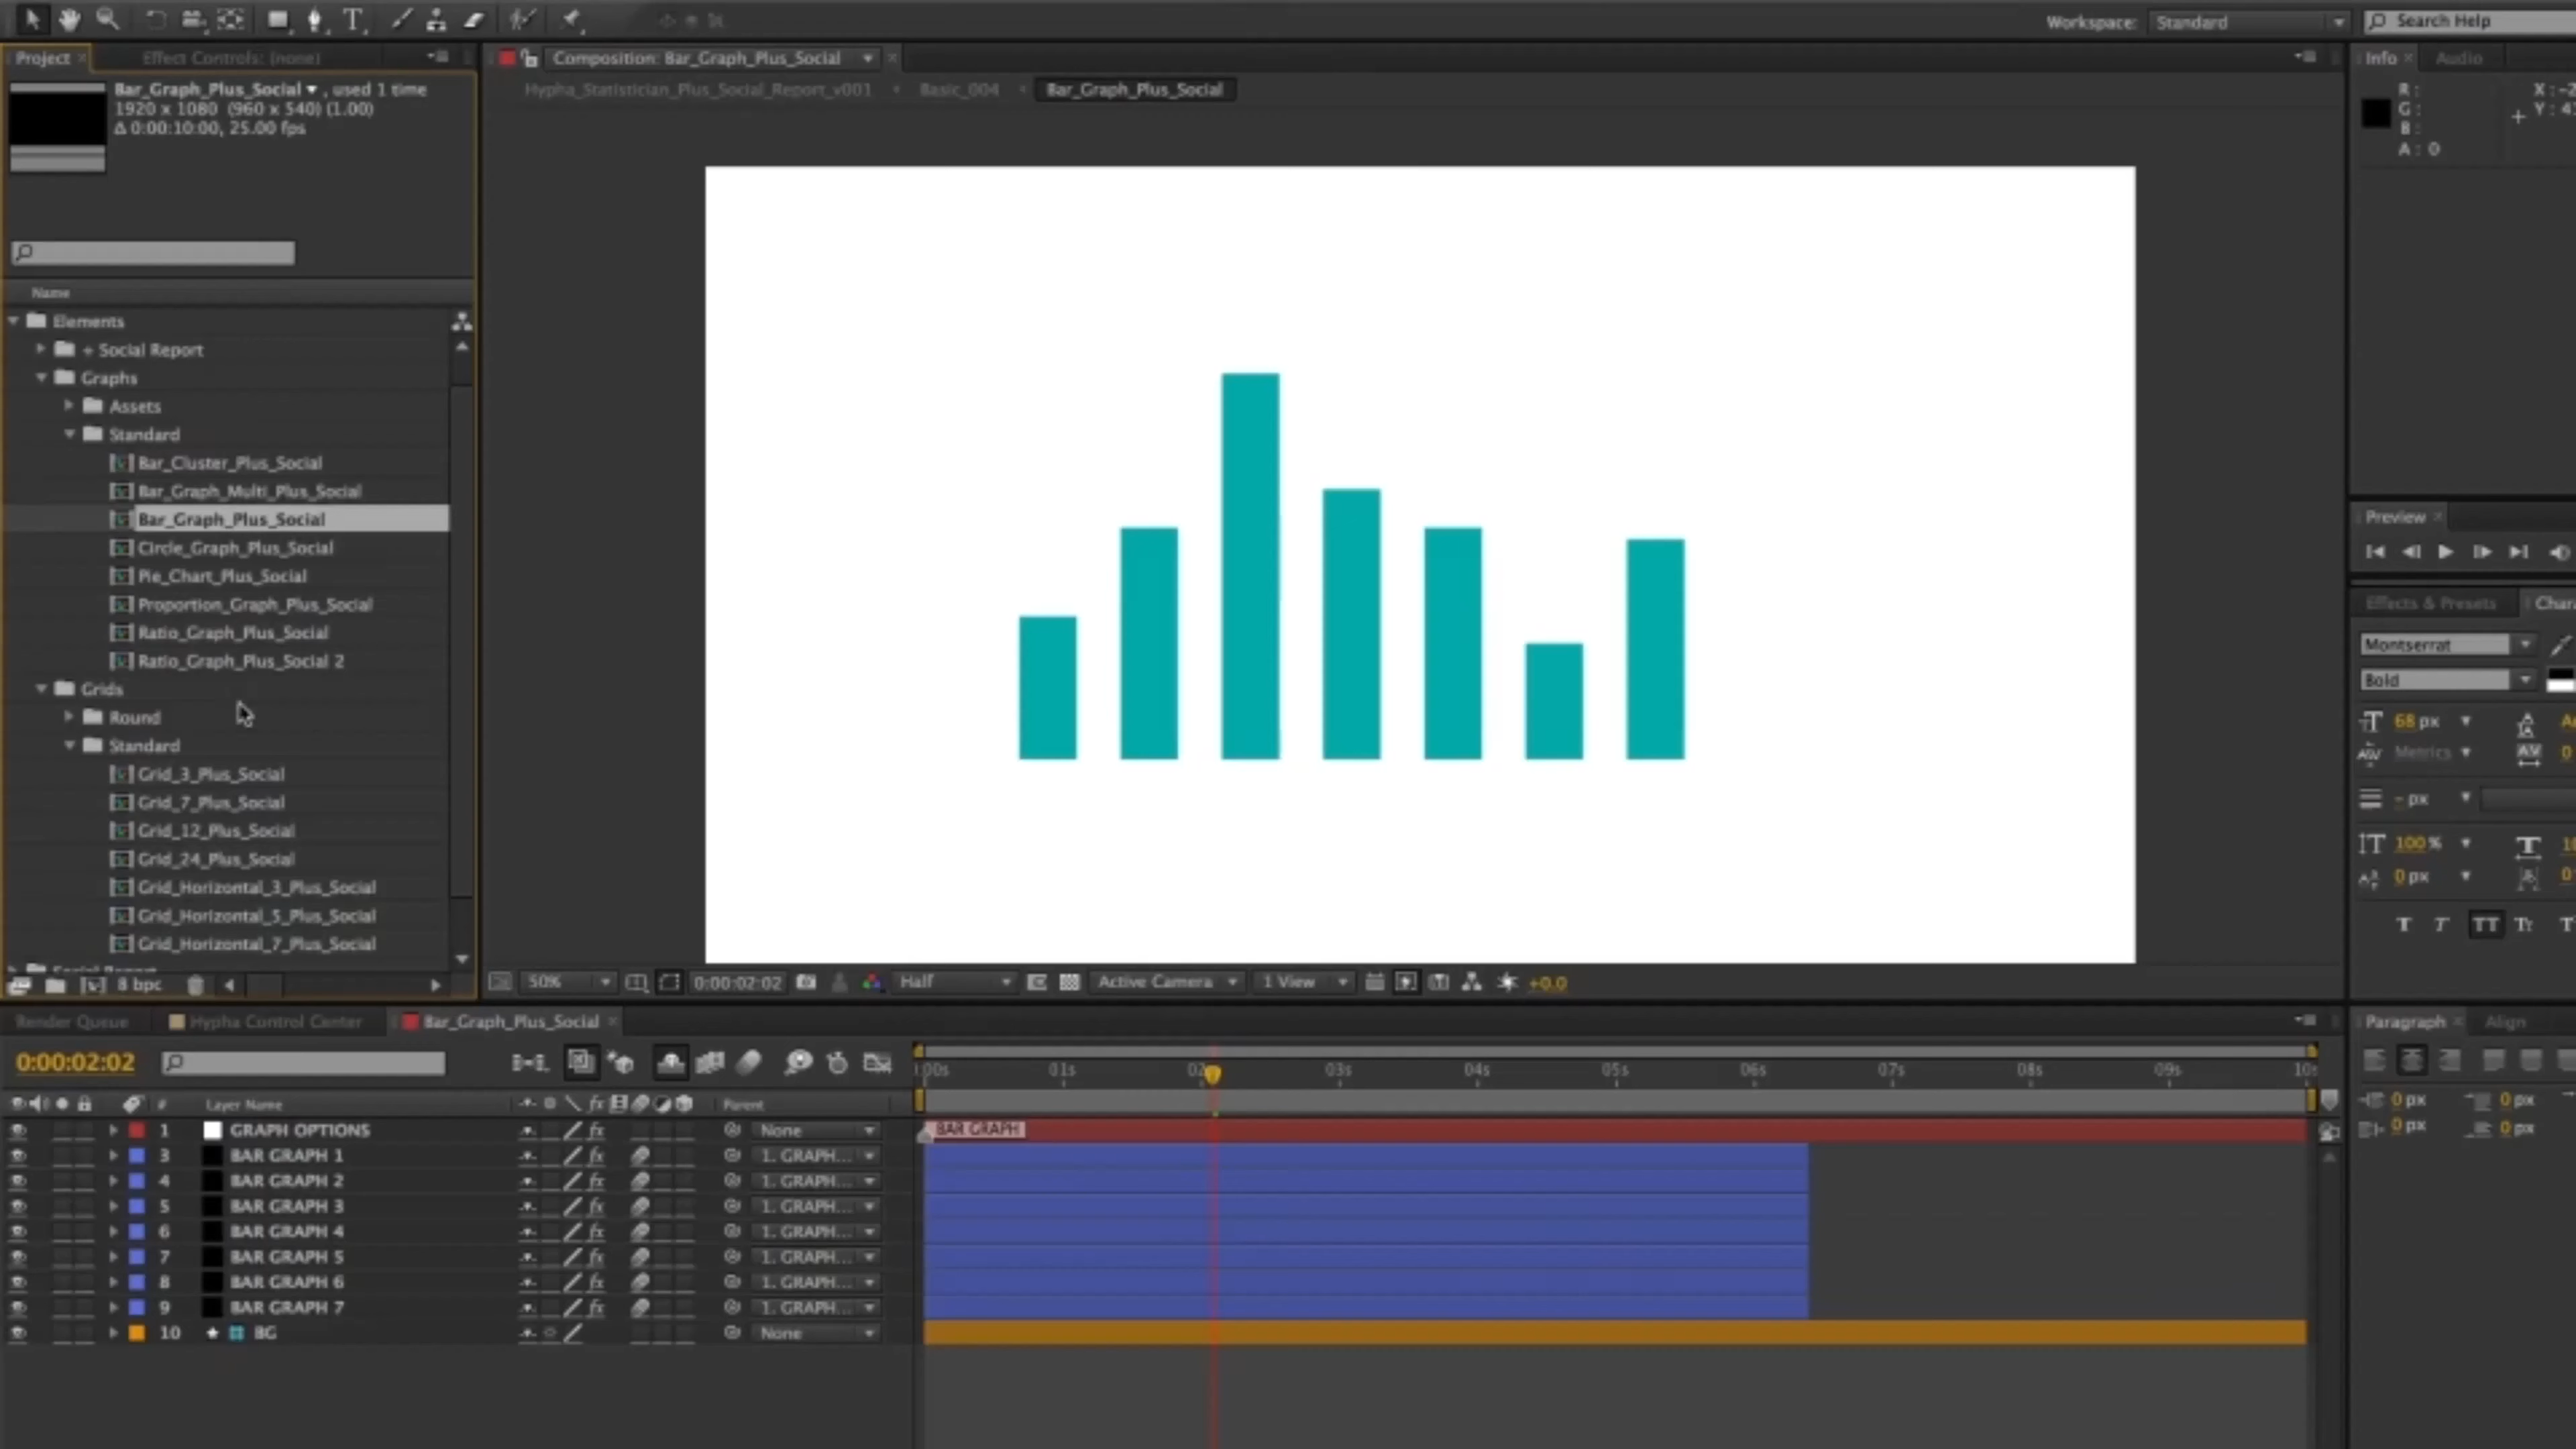 Workspace: Standard
Search Help
Project
Effect Controls: (none)
Composition: Bar_Graph_Plus_Social
Info
Audio
Bar_Graph_Plus_Social , used 1 time
1920 x 1080 (960 x 540) (1.00)
Δ 0:00:10:00, 25.00 fps
Hypha_Statistician_Plus_Social_Report_v001
Basic_004
Bar_Graph_Plus_Social
R :
G :
B :
A : 0
Name
Elements
+ Social Report
Graphs
Assets
Standard
Bar_Cluster_Plus_Social
Bar_Graph_Multi_Plus_Social
Bar_Graph_Plus_Social
Circle_Graph_Plus_Social
Pie_Chart_Plus_Social
Proportion_Graph_Plus_Social
Ratio_Graph_Plus_Social
Ratio_Graph_Plus_Social 2
Grids
Round
Standard
Grid_3_Plus_Social
Grid_7_Plus_Social
Grid_12_Plus_Social
Grid_24_Plus_Social
Grid_Horizontal_3_Plus_Social
Grid_Horizontal_5_Plus_Social
Grid_Horizontal_7_Plus_Social
8 bpc
50%
0:00:02:02
Half
Active Camera
1 View
+0.0
Preview
Effects & Presets
Montserrat
Bold
68 px
Metrics
- px
100 %
0 px
Render Queue
Hypha Control Center
Bar_Graph_Plus_Social
Paragraph
Align
0:00:02:02
:00s 01s 02 03s 04s 05s 06s 07s 08s 09s
# Layer Name Parent
1 GRAPH OPTIONS None BAR GRAPH
3 BAR GRAPH 1 1. GRAPH...
4 BAR GRAPH 2 1. GRAPH...
5 BAR GRAPH 3 1. GRAPH...
6 BAR GRAPH 4 1. GRAPH...
7 BAR GRAPH 5 1. GRAPH...
8 BAR GRAPH 6 1. GRAPH...
9 BAR GRAPH 7 1. GRAPH...
10 BG None
0 px 0 px
0 px 0 px